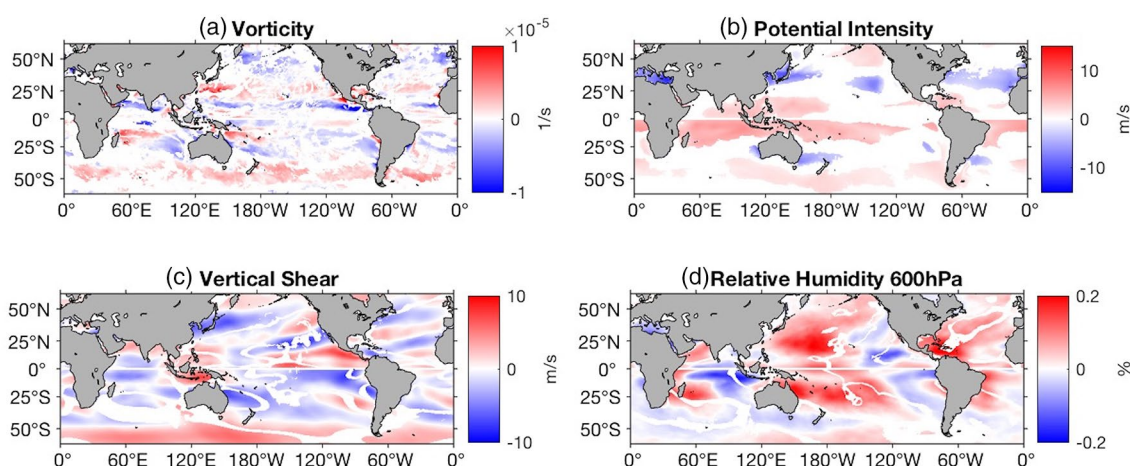 (a) Vorticity
×10⁻⁵
50°N
25°N
0°
25°S
50°S
0° 60°E 120°E 180°W 120°W 60°W 0°
1
0
-1
1/s
(b) Potential Intensity
50°N
25°N
0°
25°S
50°S
0° 60°E 120°E 180°W 120°W 60°W 0°
10
0
-10
m/s
(c) Vertical Shear
50°N
25°N
0°
25°S
50°S
0° 60°E 120°E 180°W 120°W 60°W 0°
10
0
-10
m/s
(d) Relative Humidity 600hPa
50°N
25°N
0°
25°S
50°S
0° 60°E 120°E 180°W 120°W 60°W 0°
0.2
0
-0.2
%